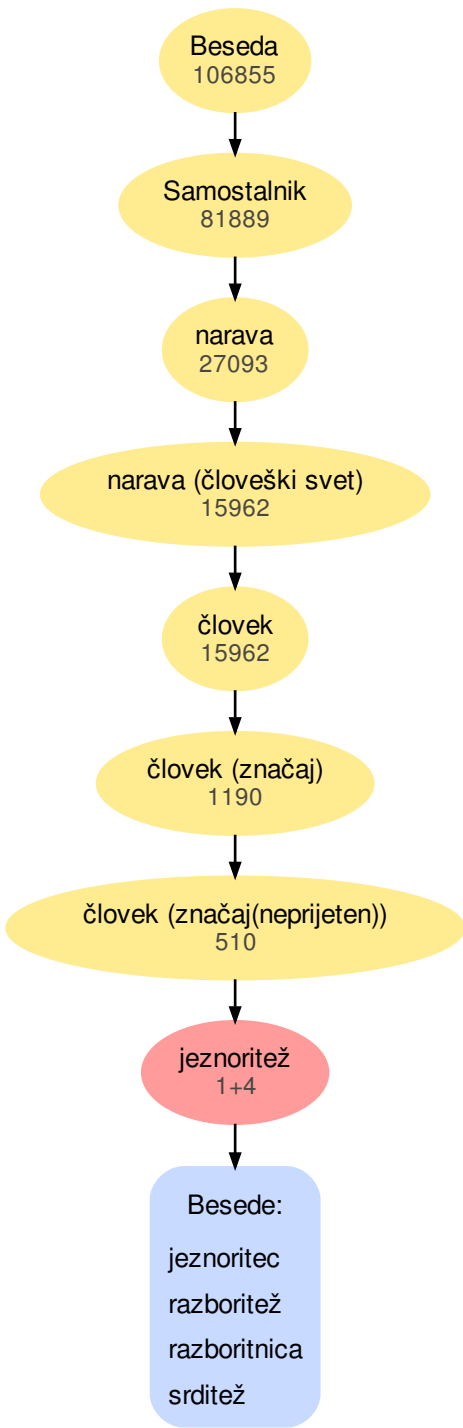 Beseda
106855
Samostalnik
81889
narava
27093
narava (človeški svet)
15962
človek
15962
človek (značaj)
1190
človek (značaj(neprijeten))
510
jeznoritež
1+4
Besede:
jeznoritec
razboritež
razboritnica
srditež